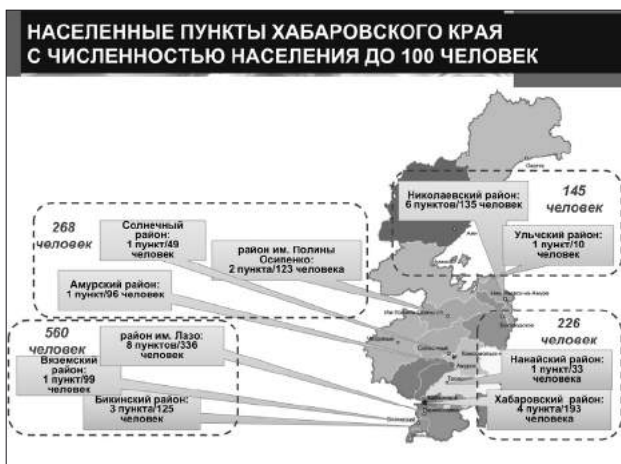 НАСЕЛЕННЫЕ ПУНКТЫ ХАБАРОВСКОГО КРАЯ
С ЧИСЛЕННОСТЬЮ НАСЕЛЕНИЯ ДО 100 ЧЕЛОВЕК
Охотск
Николаевский район:
6 пунктов/135 человек
145
человек
Ульчский район:
1 пункт/10
человек
268
человек
Солнечный
район:
1 пункт/49
человек
район им. Полины
Осипенко:
2 пункта/123 человека
Амурский район:
1 пункт/96 человек
560
человек
район им. Лазо:
8 пунктов/336
человек
Вяземский
район:
1 пункт/99
человек
Бикинский район:
3 пункта/125
человек
226
человек
Нанайский район:
1 пункт/33
человека
Хабаровский район:
4 пункта/193
человека
Аян
Солнечный
Амурск